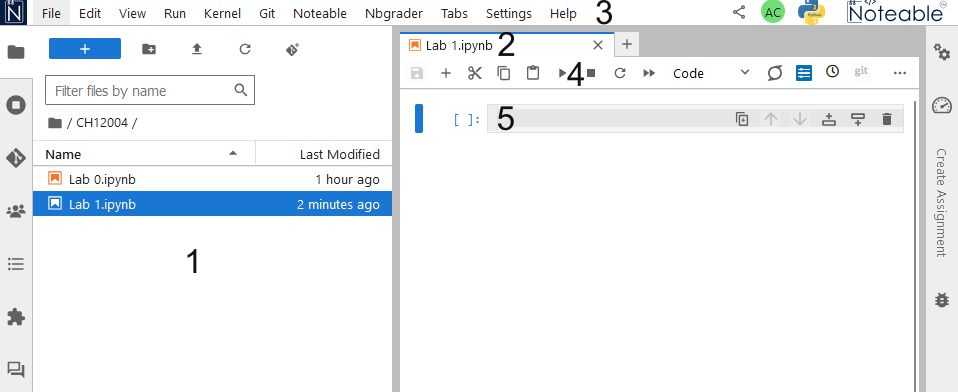 N File Edit View Run Kernel Git Noteable Nbgrader Tabs Settings Help 3 AC Python </> Noteable
Lab 1.ipynb 2
4 Code git
Filter files by name
/ CH12004 /
[ ]: 5
Name Last Modified
Lab 0.ipynb 1 hour ago
Lab 1.ipynb 2 minutes ago
1
Create Assignment